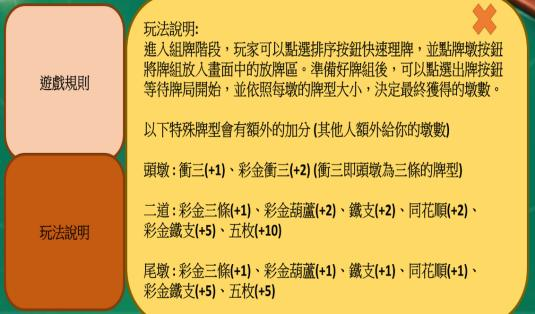 遊戲規則
玩法說明
玩法說明:
進入組牌階段，玩家可以點選排序按鈕快速理牌，並點牌墩按鈕
將牌組放入畫面中的放牌區。準備好牌組後，可以點選出牌按鈕
等待牌局開始，並依照每墩的牌型大小，決定最終獲得的墩數。
以下特殊牌型會有額外的加分 (其他人額外給你的墩數)
頭墩 : 衝三(+1)、彩金衝三(+2) (衝三即頭墩為三條的牌型)
二道 : 彩金三條(+1)、彩金葫蘆(+2)、鐵支(+2)、同花順(+2)、
彩金鐵支(+5)、五枚(+10)
尾墩 : 彩金三條(+1)、彩金葫蘆(+1)、鐵支(+1)、同花順(+1)、
彩金鐵支(+5)、五枚(+5)